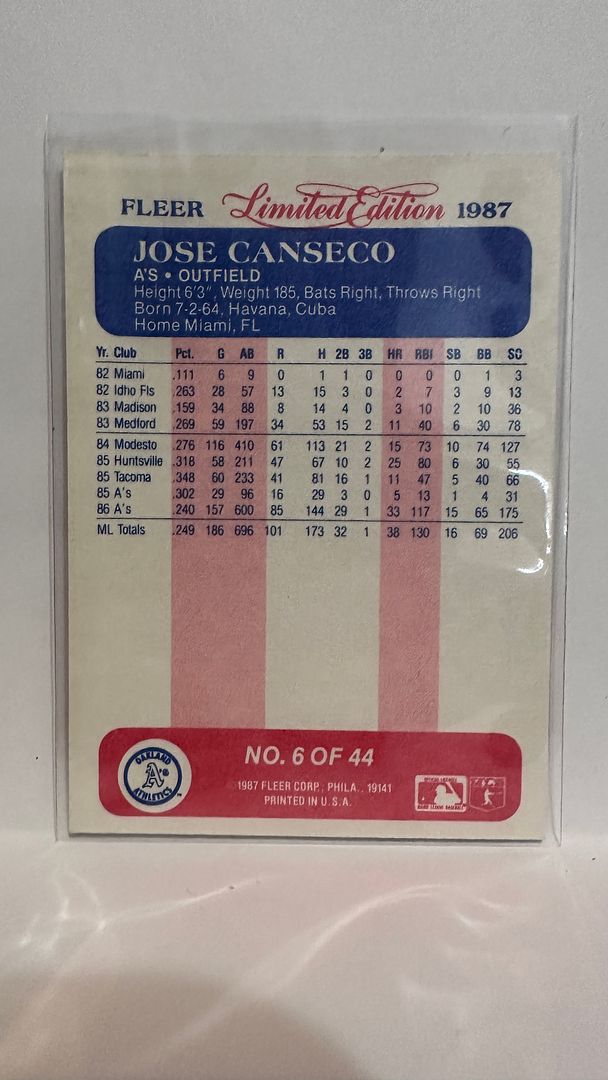 FLEER Limited Edition 1987
JOSE CANSECO
A'S • OUTFIELD
Height 6'3", Weight 185, Bats Right, Throws Right
Born 7-2-64, Havana, Cuba
Home Miami, FL
Yr. Club Pct. G AB R H 2B 3B HR RBI SB BB SO
82 Miami .111 6 9 0 1 1 0 0 0 0 1 3
82 Idho Fls .263 28 57 13 15 3 0 2 7 3 9 13
83 Madison .159 34 88 8 14 4 0 3 10 2 10 36
83 Medford .269 59 197 34 53 15 2 11 40 6 30 78
84 Modesto .276 116 410 61 113 21 2 15 73 10 74 127
85 Huntsville .318 58 211 47 67 10 2 25 80 6 30 55
85 Tacoma .348 60 233 41 81 16 1 11 47 5 40 66
85 A's .302 29 96 16 29 3 0 5 13 1 4 31
86 A's .240 157 600 85 144 29 1 33 117 15 65 175
ML Totals .249 186 696 101 173 32 1 38 130 16 69 206
OAKLAND
A's
ATHLETICS
NO. 6 OF 44
1987 FLEER CORP., PHILA., 19141
PRINTED IN U.S.A.